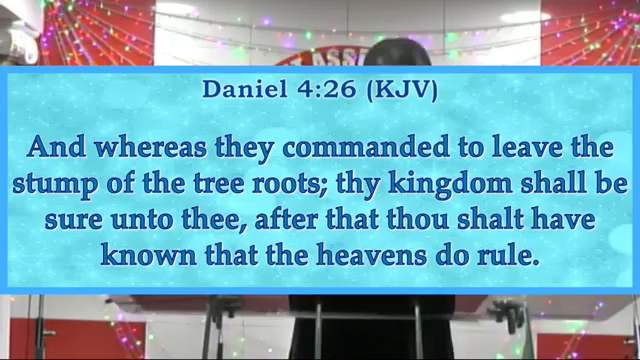 ASS
Daniel 4:26 (KJV)
And whereas they commanded to leave the
stump of the tree roots; thy kingdom shall be
sure unto thee, after that thou shalt have
known that the heavens do rule.